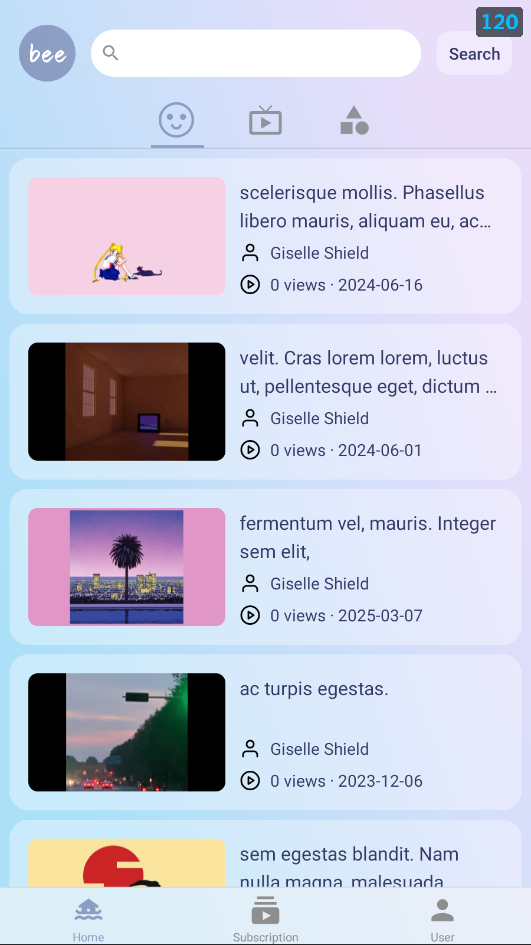 120
bee
Search
scelerisque mollis. Phasellus
libero mauris, aliquam eu, ac…
Giselle Shield
0 views · 2024-06-16
velit. Cras lorem lorem, luctus
ut, pellentesque eget, dictum …
Giselle Shield
0 views · 2024-06-01
fermentum vel, mauris. Integer
sem elit,
Giselle Shield
0 views · 2025-03-07
ac turpis egestas.
Giselle Shield
0 views · 2023-12-06
sem egestas blandit. Nam
nulla magna, malesuada
Home
Subscription
User